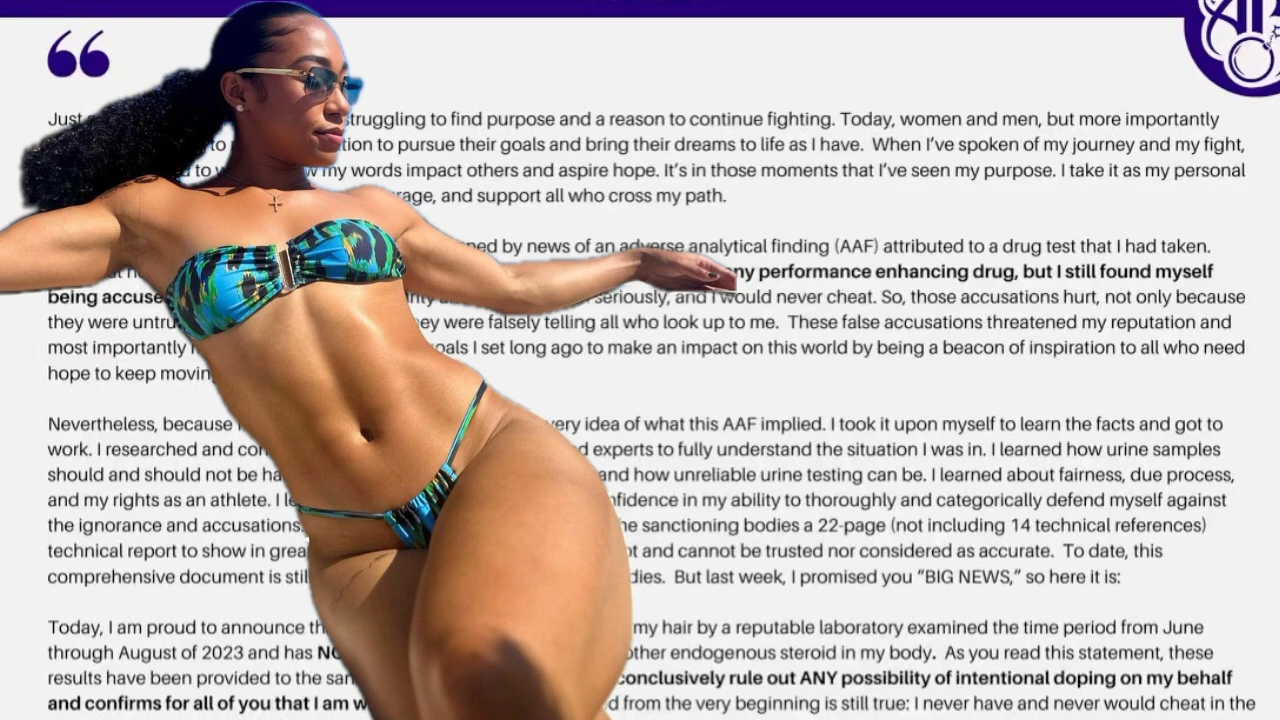 “
Just struggling to find purpose and a reason to continue fighting. Today, women and men, but more importantly
to pursue their goals and bring their dreams to life as I have. When I’ve spoken of my journey and my fight,
my words impact others and aspire hope. It’s in those moments that I’ve seen my purpose. I take it as my personal
and support all who cross my path.
by news of an adverse analytical finding (AAF) attributed to a drug test that I had taken.
performance enhancing drug, but I still found myself
being seriously, and I would never cheat. So, those accusations hurt, not only because
they were they were falsely telling all who look up to me. These false accusations threatened my reputation and
most importantly goals I set long ago to make an impact on this world by being a beacon of inspiration to all who need
hope to keep
Nevertheless, because very idea of what this AAF implied. I took it upon myself to learn the facts and got to
work. I researched and experts to fully understand the situation I was in. I learned how urine samples
should and should not be and how unreliable urine testing can be. I learned about fairness, due process,
and my rights as an athlete. I confidence in my ability to thoroughly and categorically defend myself against
the ignorance and accusations the sanctioning bodies a 22-page (not including 14 technical references)
technical report to show in and cannot be trusted nor considered as accurate. To date, this
comprehensive document is But last week, I promised you “BIG NEWS,” so here it is:
Today, I am proud to announce my hair by a reputable laboratory examined the time period from June
through August of 2023 and has other endogenous steroid in my body. As you read this statement, these
results have been provided to the conclusively rule out ANY possibility of intentional doping on my behalf
and confirms for all of you that I am from the very beginning is still true: I never have and never would cheat in the